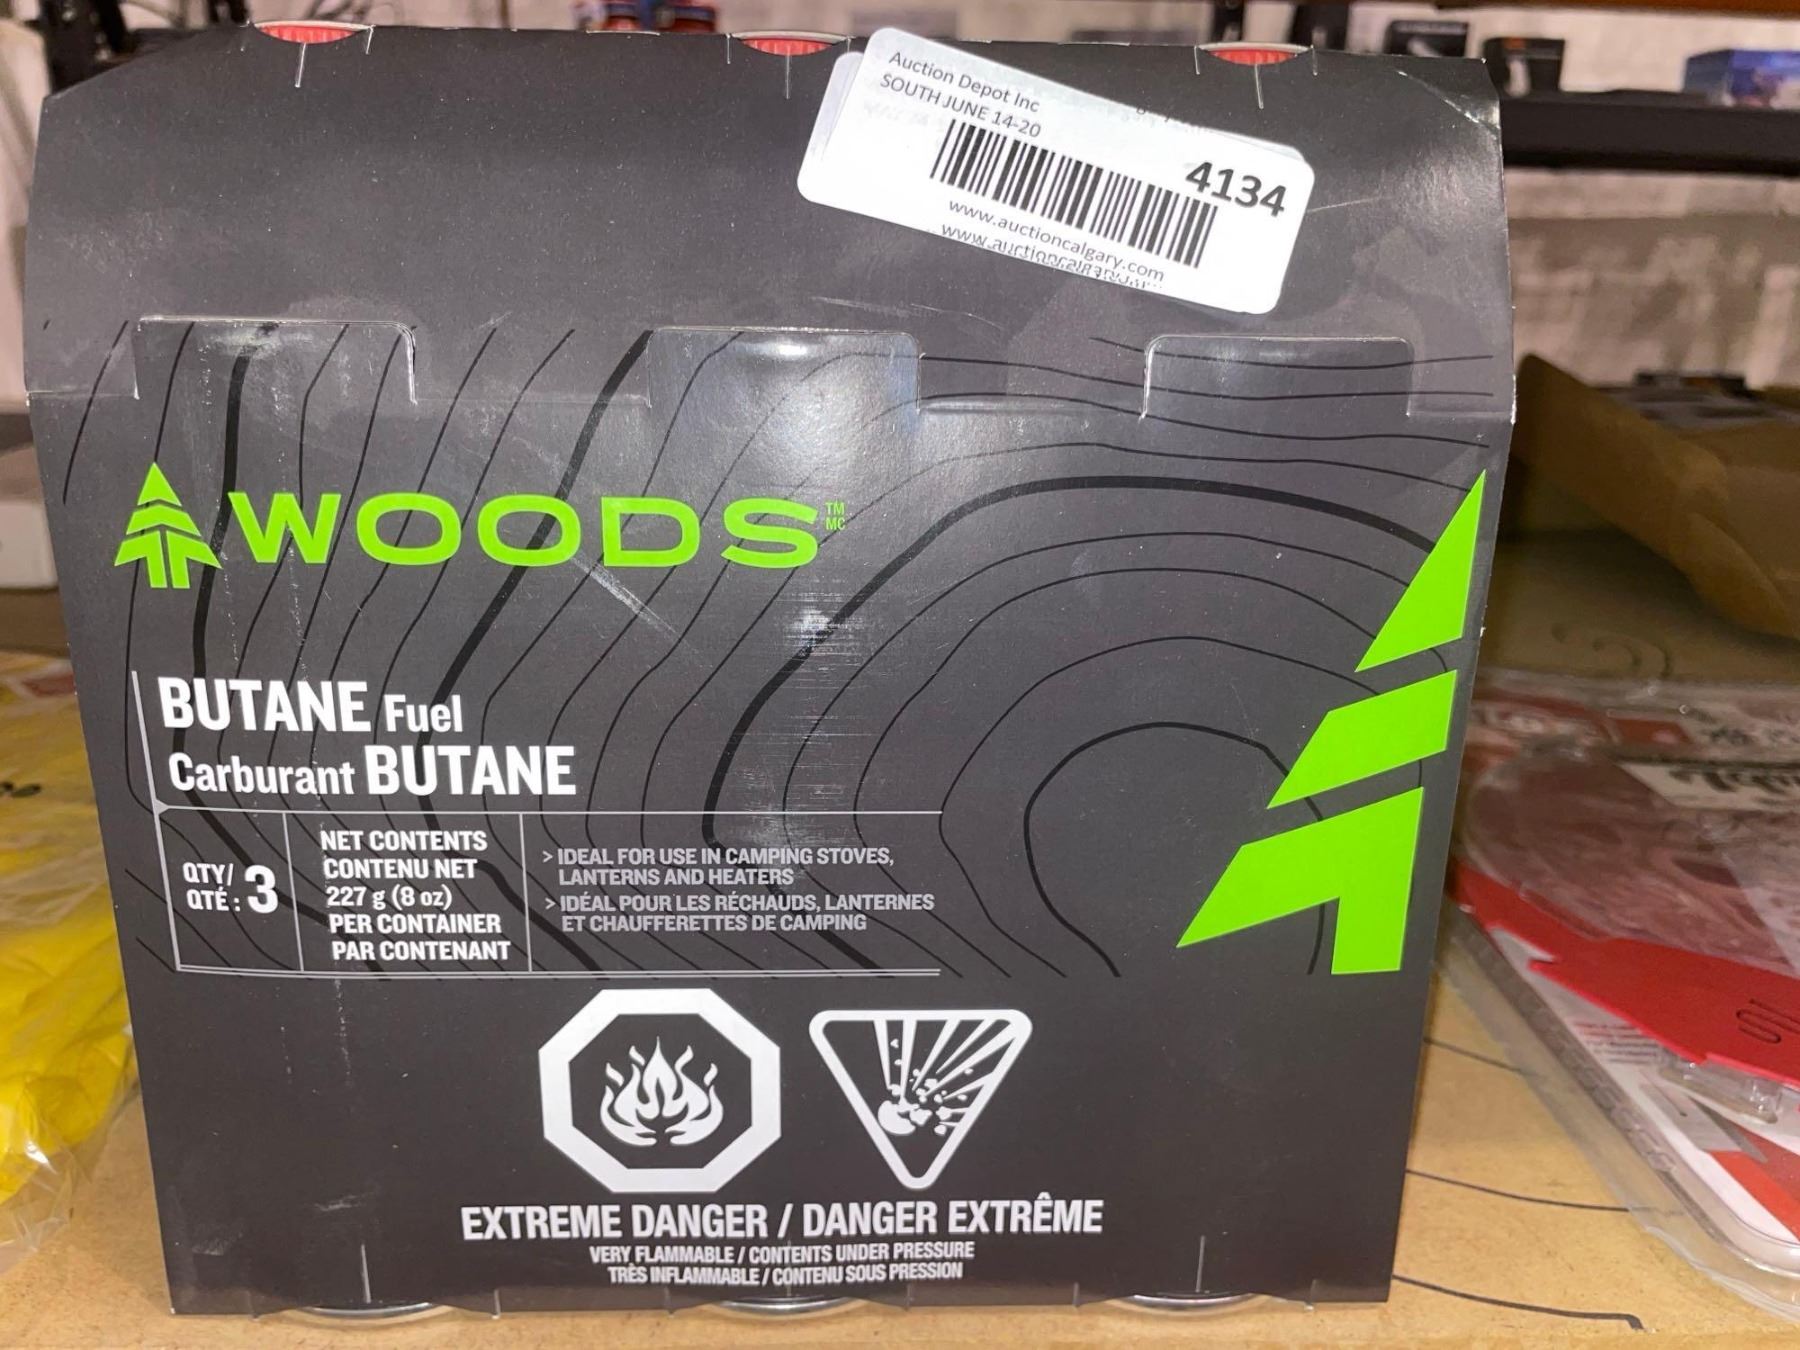 Auction Depot Inc
SOUTH JUNE 14-20
4134
www.auctioncalgary.com
WOODS
TM
MC
BUTANE Fuel
Carburant BUTANE
QTY/
QTÉ : 3
NET CONTENTS
CONTENU NET
227 g (8 oz)
PER CONTAINER
PAR CONTENANT
> IDEAL FOR USE IN CAMPING STOVES,
LANTERNS AND HEATERS
> IDÉAL POUR LES RÉCHAUDS, LANTERNES
ET CHAUFFERETTES DE CAMPING
EXTREME DANGER / DANGER EXTRÊME
VERY FLAMMABLE / CONTENTS UNDER PRESSURE
TRÈS INFLAMMABLE / CONTENU SOUS PRESSION